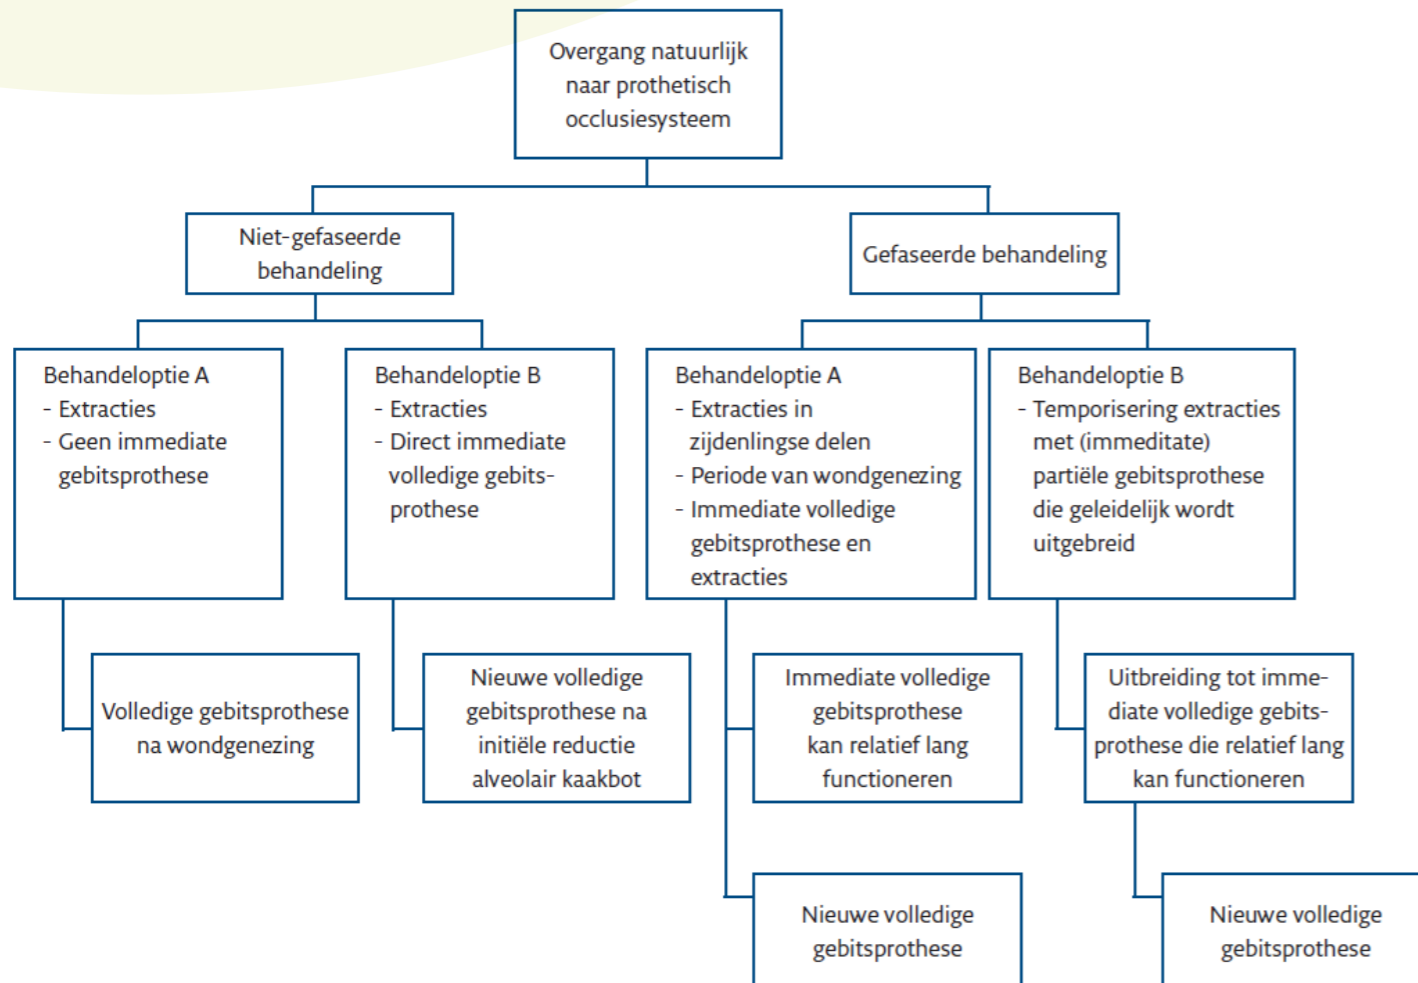 Overgang natuurlijk
naar prothetisch
occlusiesysteem
Niet-gefaseerde
behandeling
Gefaseerde behandeling
Behandeloptie A
- Extracties
- Geen immediate
gebitsprothese
Behandeloptie B
- Extracties
- Direct immediate
volledige gebits-
prothese
Behandeloptie A
- Extracties in
zijdenlingse delen
- Periode van wondgenezing
- Immediate volledige
gebitsprothese en
extracties
Behandeloptie B
- Temporisering extracties
met (immeditate)
partiële gebitsprothese
die geleidelijk wordt
uitgebreid
Volledige gebitsprothese
na wondgenezing
Nieuwe volledige
gebitsprothese na
initiële reductie
alveolair kaakbot
Immediate volledige
gebitsprothese
kan relatief lang
functioneren
Uitbreiding tot imme-
diate volledige gebits-
prothese die relatief lang
kan functioneren
Nieuwe volledige
gebitsprothese
Nieuwe volledige
gebitsprothese